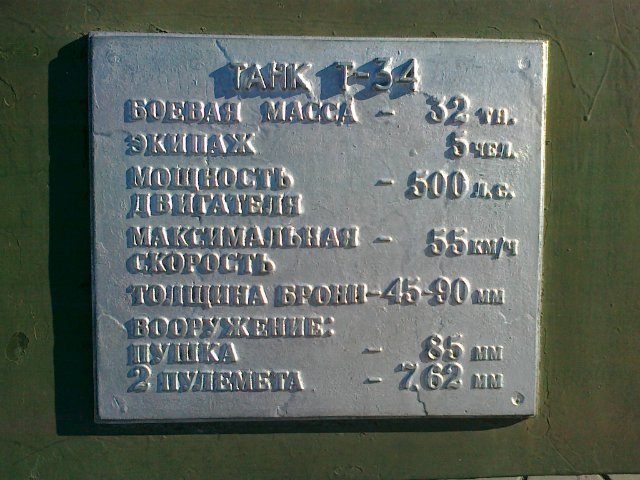 ТАНК Т-34
БОЕВАЯ МАССА - 32 тн.
ЭКИПАЖ 5 чел.
МОЩНОСТЬ - 500 л.с.
ДВИГАТЕЛЯ
МАКСИМАЛЬНАЯ - 55 км/ч
СКОРОСТЬ
ТОЛЩИНА БРОНИ-45-90 мм
ВООРУЖЕНИЕ:
ПУШКА - 85 мм
2 ПУЛЕМЕТА - 7,62 мм